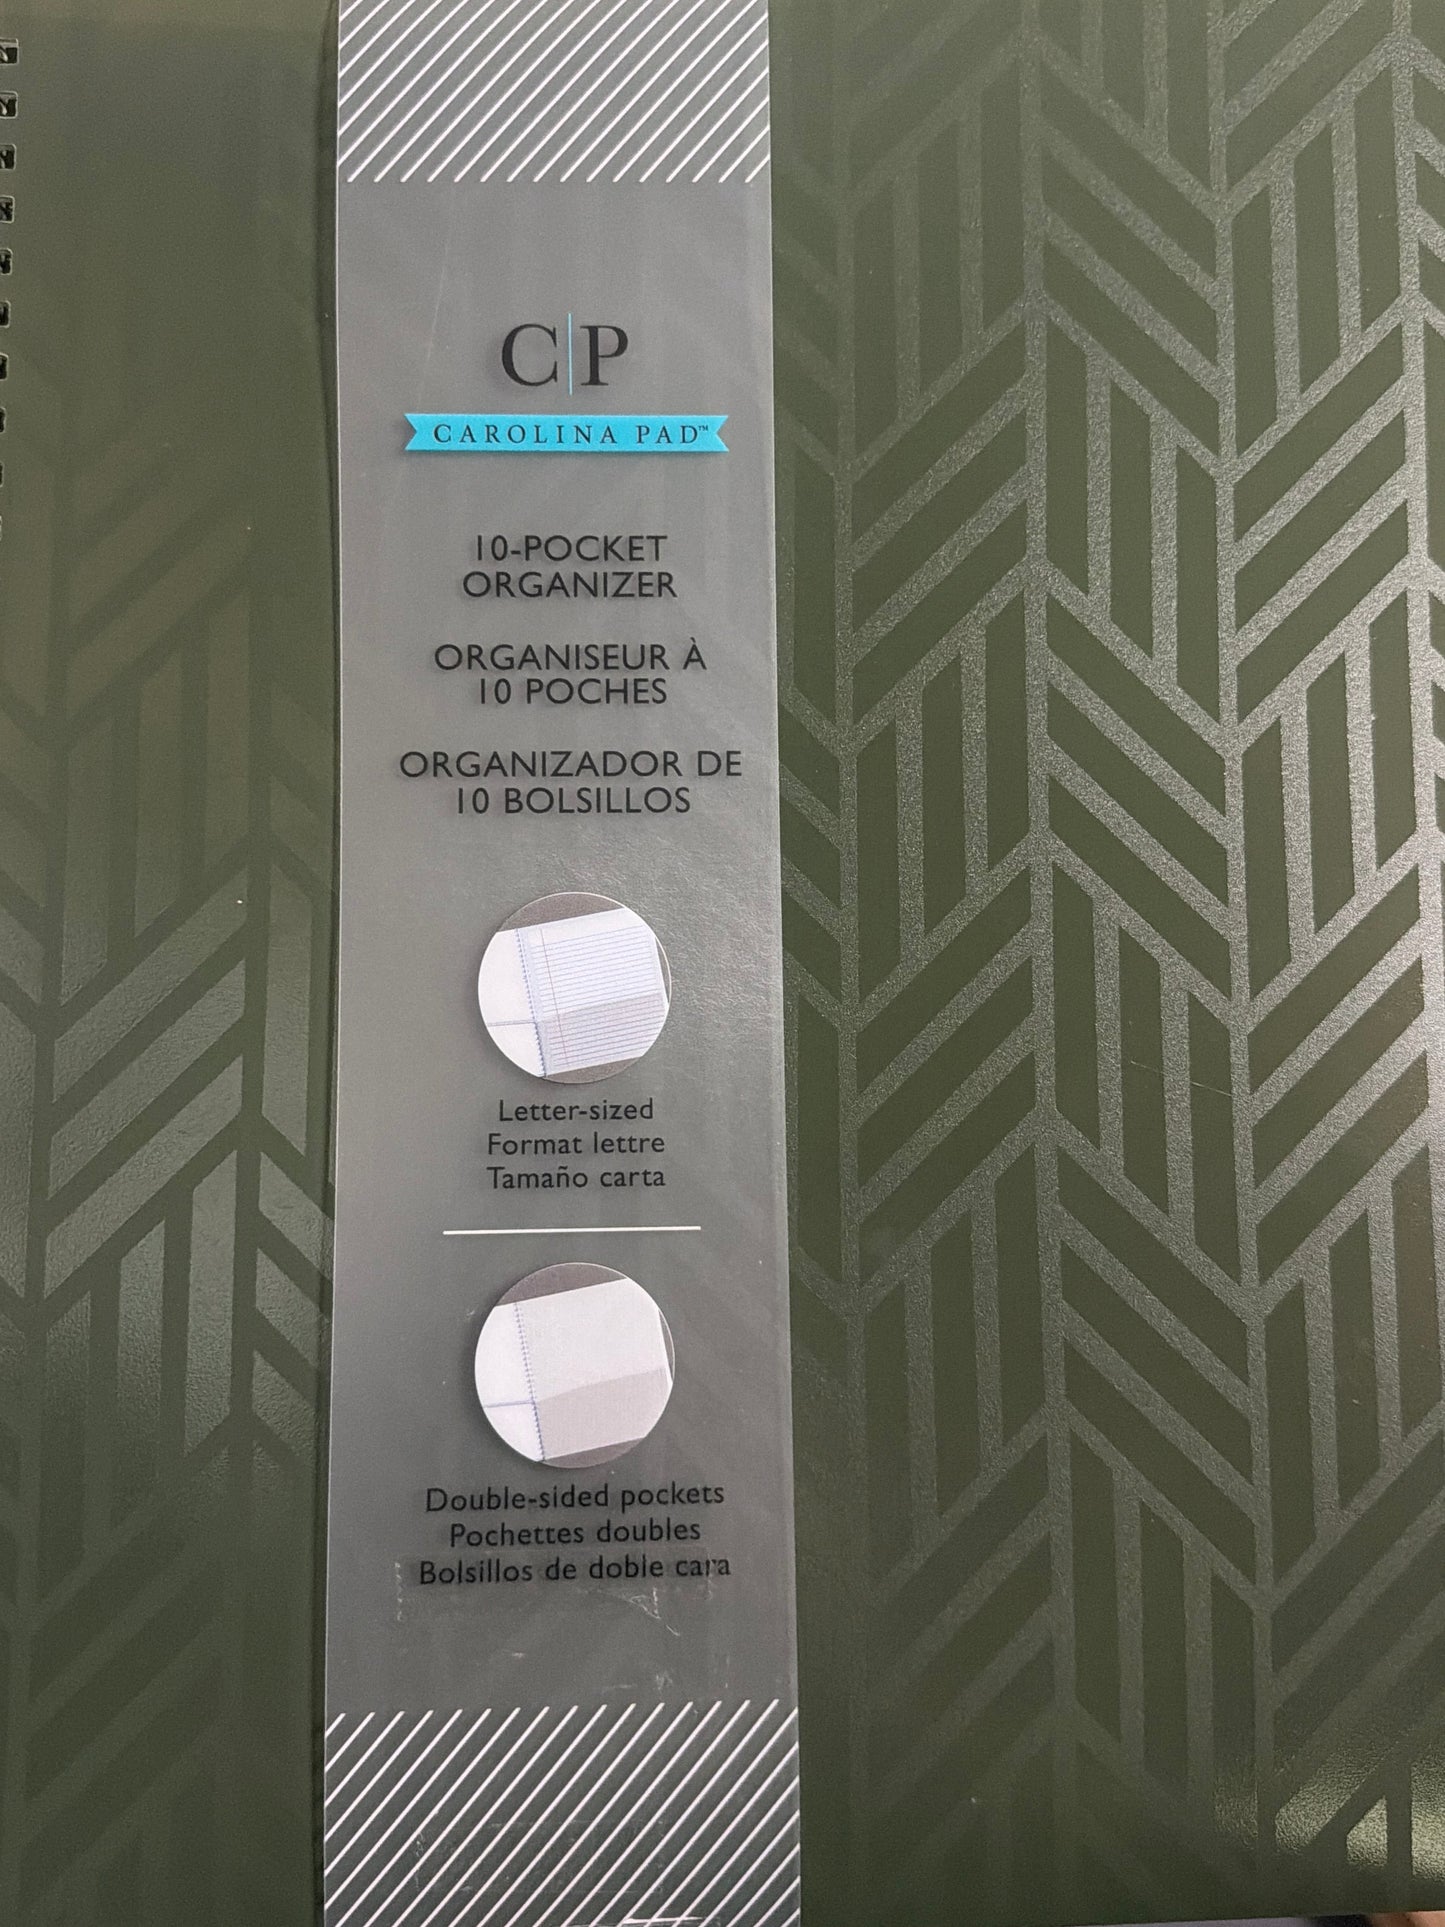 C|P
CAROLINA PAD™
10-POCKET
ORGANIZER
ORGANISEUR À
10 POCHES
ORGANIZADOR DE
10 BOLSILLOS
Letter-sized
Format lettre
Tamaño carta
Double-sided pockets
Pochettes doubles
Bolsillos de doble cara